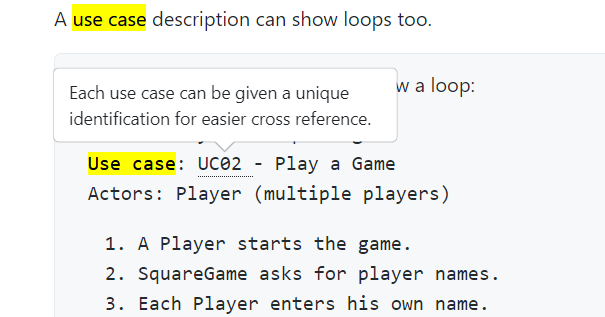 A use case description can show loops too.
w a loop:
Each use case can be given a unique
identification for easier cross reference.
Use case: UC02 - Play a Game
Actors: Player (multiple players)
1. A Player starts the game.
2. SquareGame asks for player names.
3. Each Player enters his own name.